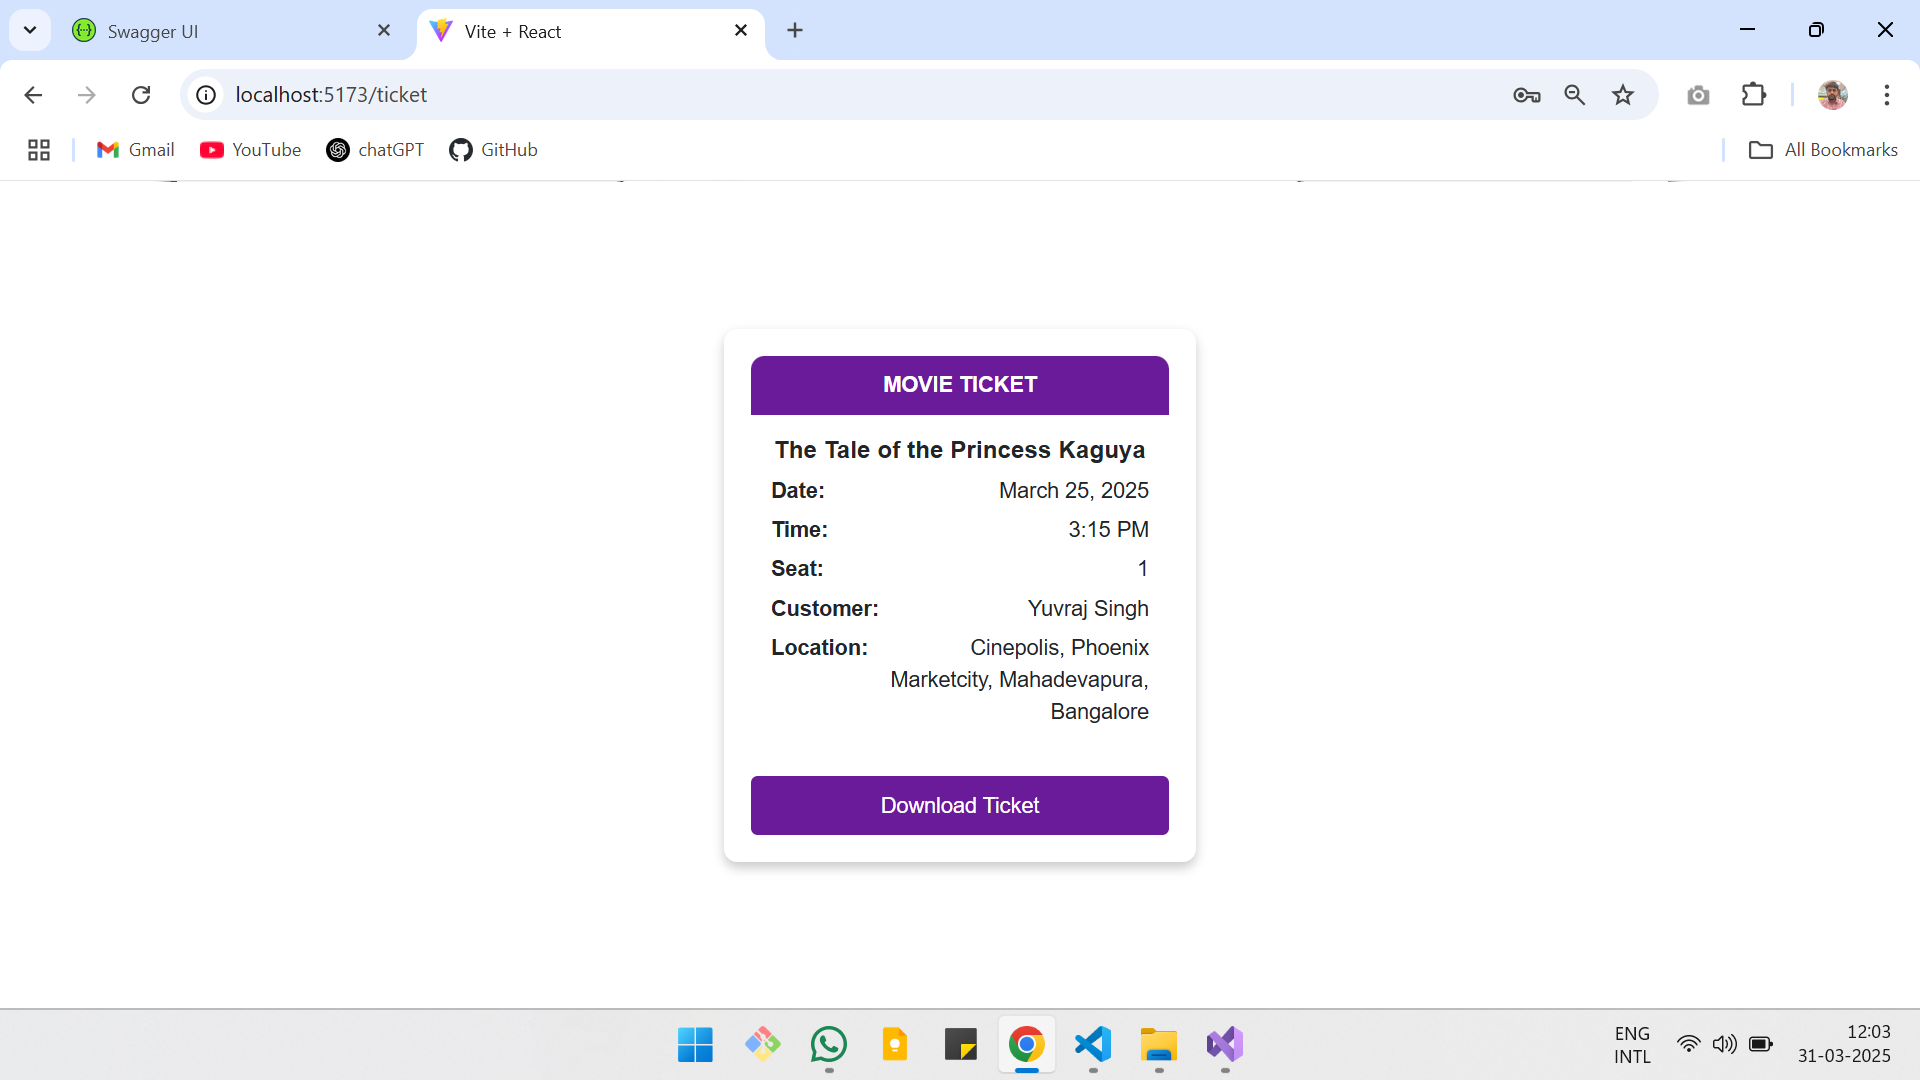 Swagger UI
Vite + React
localhost:5173/ticket
Gmail
YouTube
chatGPT
GitHub
All Bookmarks
MOVIE TICKET
The Tale of the Princess Kaguya
Date: March 25, 2025
Time: 3:15 PM
Seat: 1
Customer: Yuvraj Singh
Location: Cinepolis, Phoenix
Marketcity, Mahadevapura,
Bangalore
Download Ticket
ENG
INTL
12:03
31-03-2025